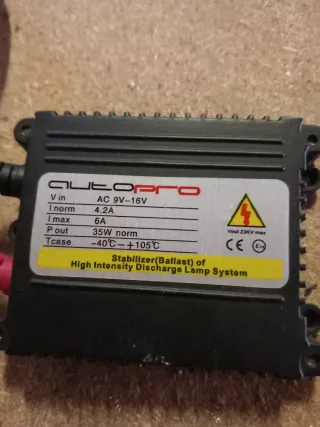 autopro
V in AC 9V-16V
I norm 4.2A
I max 6A
P out 35W norm
Tcase -40℃-+105℃
Vout 23KV max
CE
Stabilizer(Ballast) of
High Intensity Discharge Lamp System